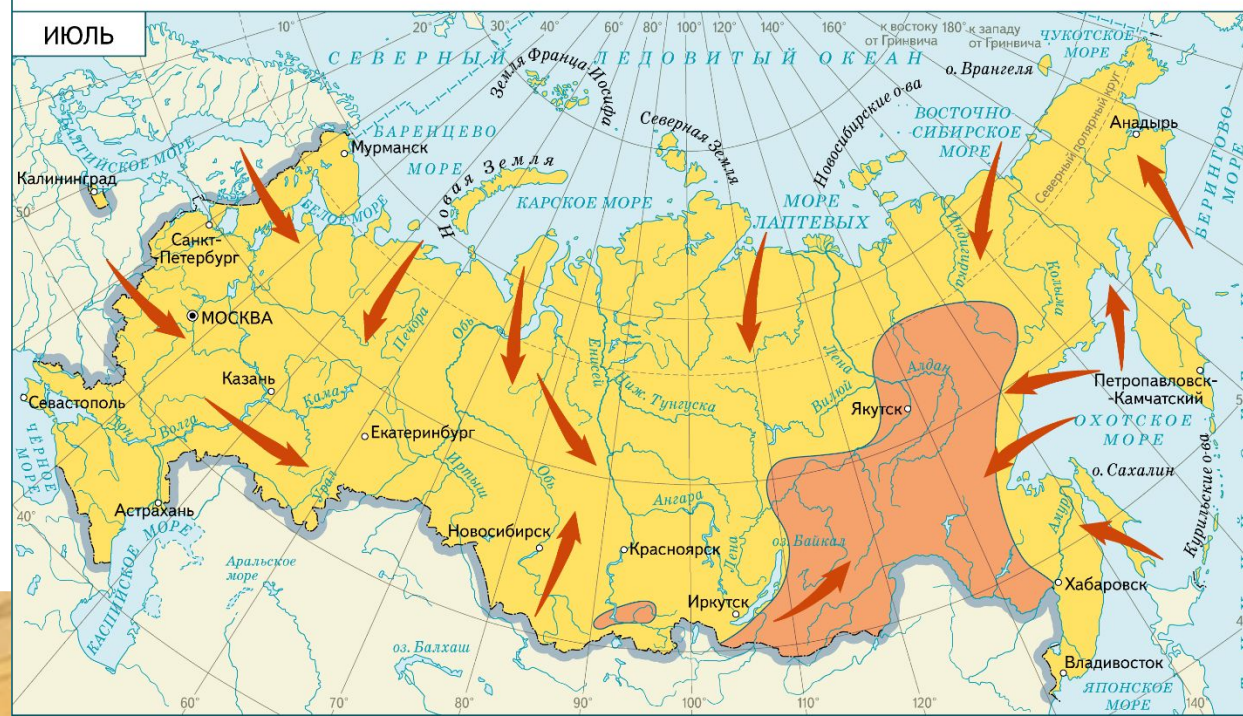 ИЮЛЬ
10°
20°
30°
40°
60°
80°
100°
120°
140°
160°
к востоку
от Гринвича
180°
к западу
от Гринвича
ЧУКОТСКОЕ
МОРЕ
СЕВЕРНЫЙ ЛЕДОВИТЫЙ ОКЕАН
Земля Франца-Иосифа
о. Врангеля
Северная Земля
Новосибирские о-ва
ВОСТОЧНО-
СИБИРСКОЕ
МОРЕ
Северный полярный круг
Анадырь
БЕРИНГОВО
МОРЕ
БАЛТИЙСКОЕ МОРЕ
БАРЕНЦЕВО
МОРЕ
Мурманск
Новая Земля
Калининград
50°
БЕЛОЕ МОРЕ
КАРСКОЕ МОРЕ
МОРЕ
ЛАПТЕВЫХ
Санкт-
-Петербург
Индигирка
Колыма
МОСКВА
Печора
Обь
Енисей
Лена
Алдан
Вилюй
Казань
Кама
Ниж. Тунгуска
Якутск
Петропавловск-
-Камчатский
Севастополь
Дон
Волга
Екатеринбург
ОХОТСКОЕ
МОРЕ
ЧЕРНОЕ
МОРЕ
Урал
Иртыш
Обь
о. Сахалин
Ангара
Амур
Курильские о-ва
40°
Астрахань
Новосибирск
Красноярск
Лена
оз. Байкал
КАСПИЙСКОЕ МОРЕ
Аральское
море
Иркутск
Хабаровск
оз. Балхаш
Владивосток
ЯПОНСКОЕ
МОРЕ
60°
70°
80°
90°
100°
110°
120°
130°
140°